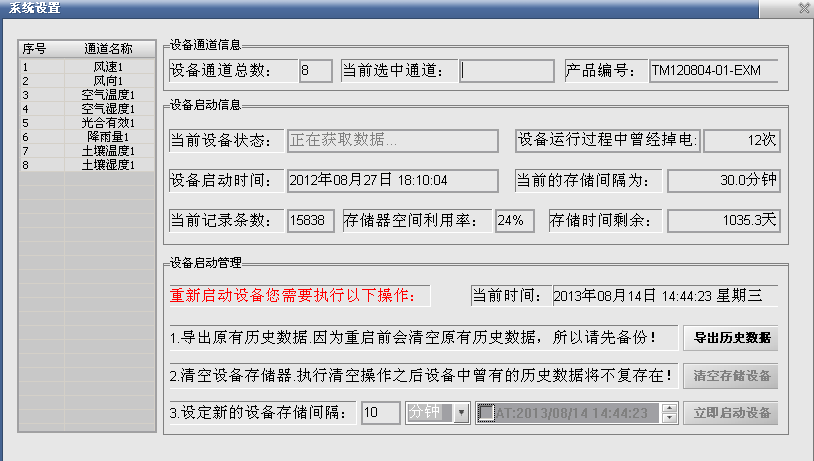 系统设置
序号 通道名称
1 风速1
2 风向1
3 空气温度1
4 空气湿度1
5 光合有效1
6 降雨量1
7 土壤温度1
8 土壤湿度1
设备通道信息
设备通道总数： 8 当前选中通道： 产品编号： TM120804-01-EXM
设备启动信息
当前设备状态： 正在获取数据... 设备运行过程中曾经掉电: 12次
设备启动时间： 2012年08月27日 18:10:04 当前的存储间隔为： 30.0分钟
当前记录条数： 15838 存储器空间利用率： 24% 存储时间剩余： 1035.3天
设备启动管理
重新启动设备您需要执行以下操作： 当前时间： 2013年08月14日 14:44:23 星期三
1.导出原有历史数据.因为重启前会清空原有历史数据，所以请先备份！ 导出历史数据
2.清空设备存储器.执行清空操作之后设备中曾有的历史数据将不复存在！ 清空存储设备
3.设定新的设备存储间隔： 10 分钟 AT:2013/08/14 14:44:23 立即启动设备